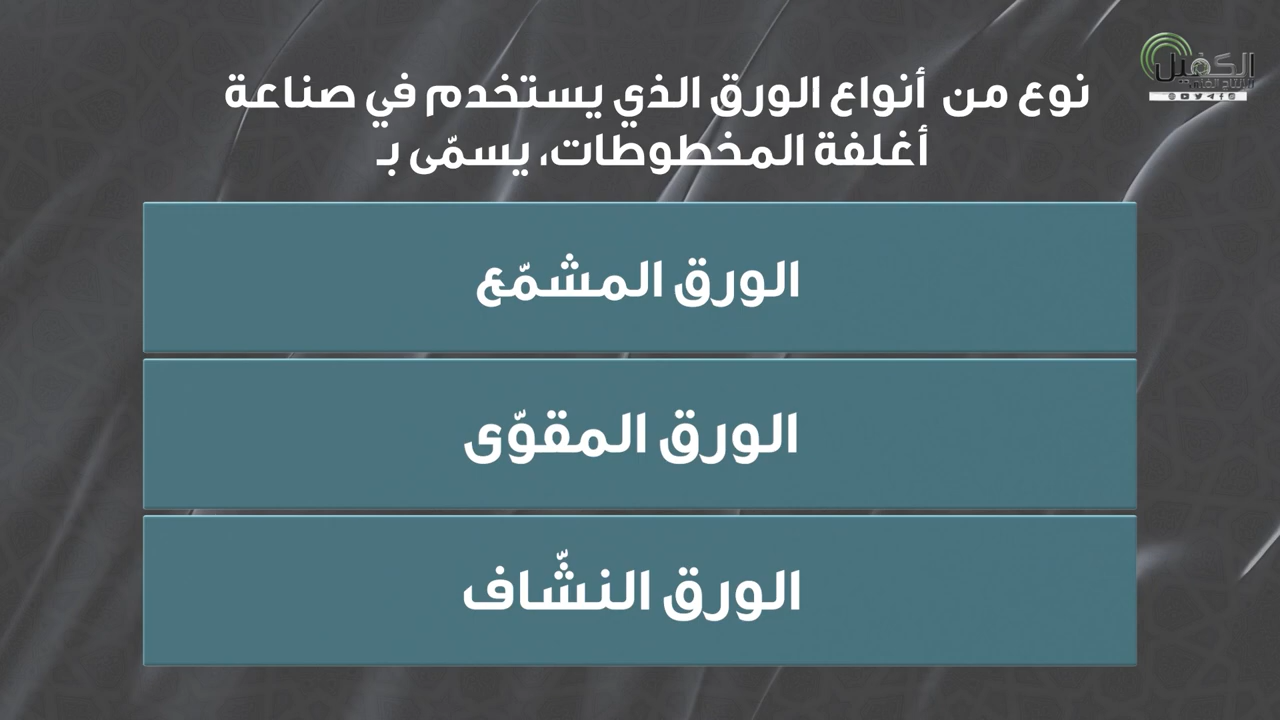 الكفيل
نوع من أنواع الورق الذي يستخدم في صناعة
أغلفة المخطوطات، يسمّى بـ
الورق المشمّع
الورق المقوّى
الورق النشّاف